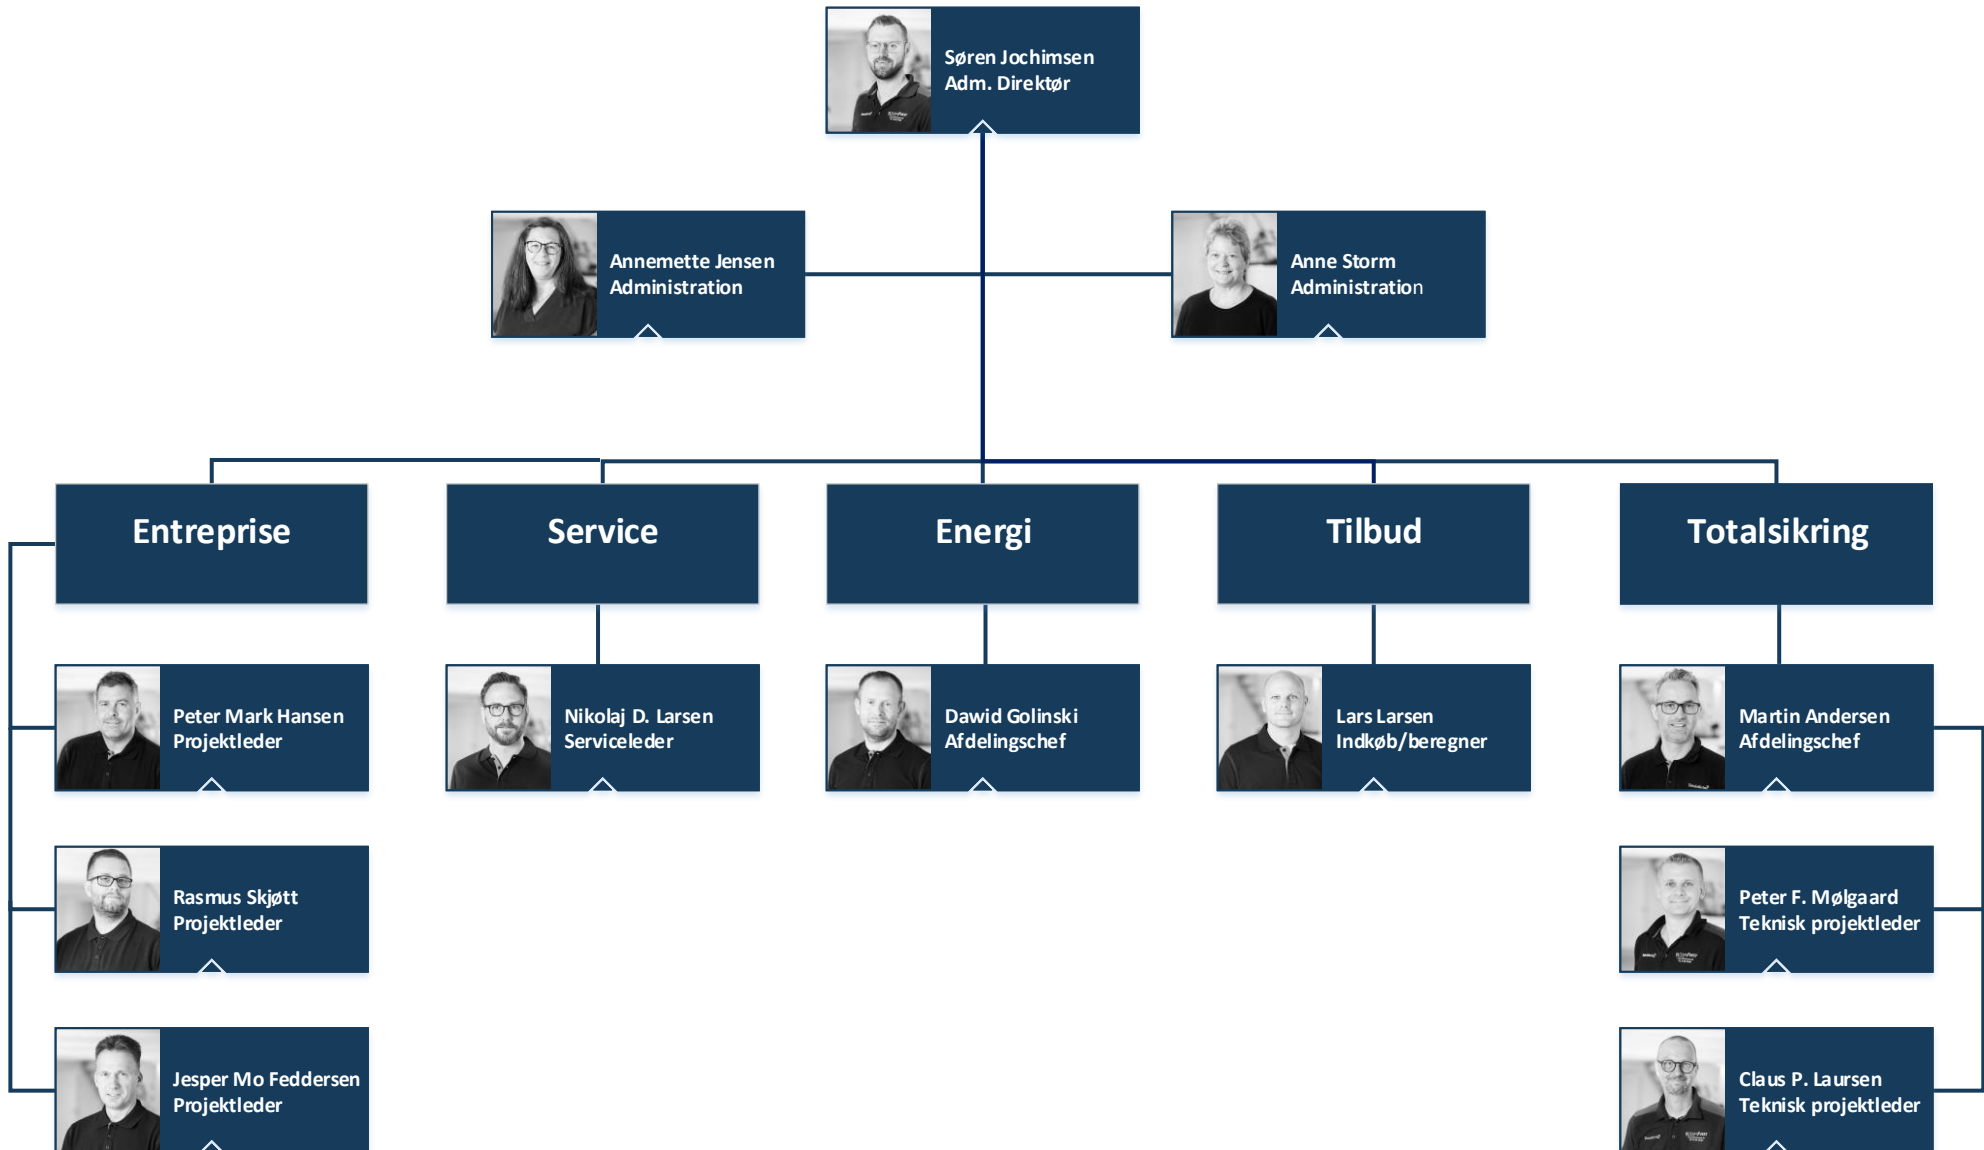 Søren Jochimsen
Adm. Direktør
Annemette Jensen
Administration
Anne Storm
Administration
Entreprise
Service
Energi
Tilbud
Totalsikring
Peter Mark Hansen
Projektleder
Nikolaj D. Larsen
Serviceleder
Dawid Golinski
Afdelingschef
Lars Larsen
Indkøb/beregner
Martin Andersen
Afdelingschef
Rasmus Skjøtt
Projektleder
Peter F. Mølgaard
Teknisk projektleder
Jesper Mo Feddersen
Projektleder
Claus P. Laursen
Teknisk projektleder